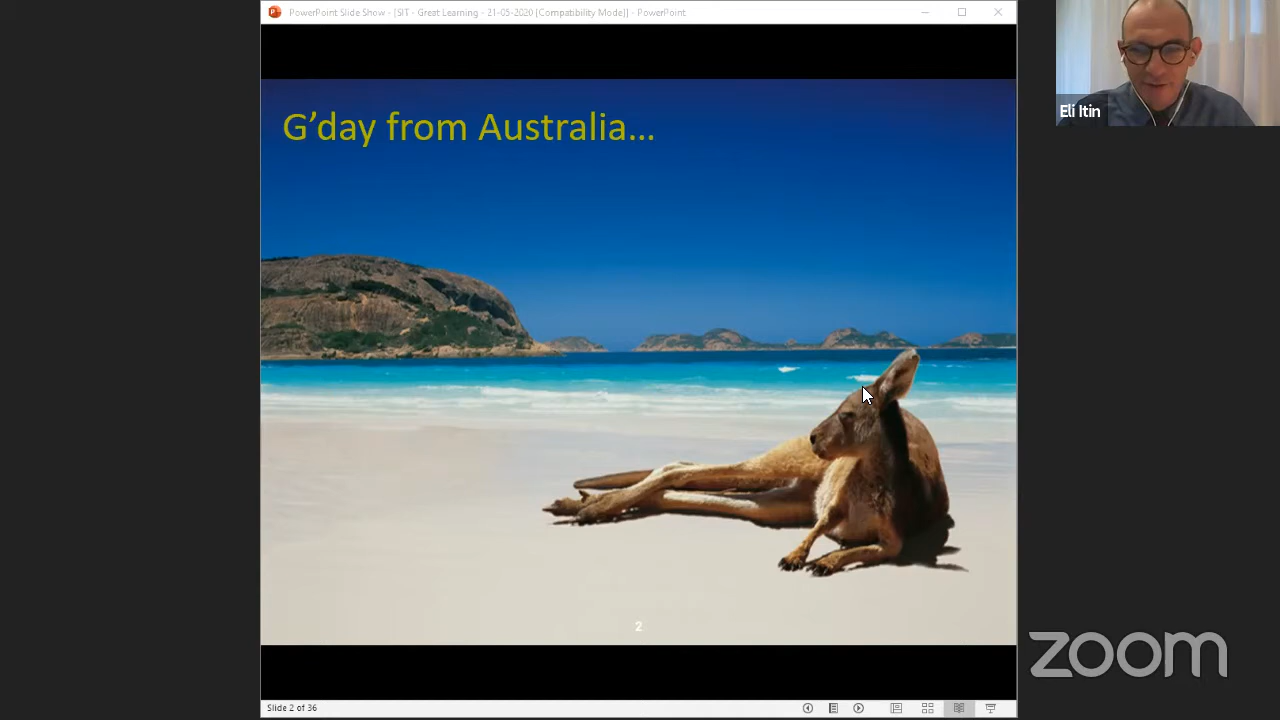 PowerPoint Slide Show - [SIT - Great Learning - 21-05-2020 [Compatibility Mode]] - PowerPoint
Eli Itin
G’day from Australia...
2
zoom
Slide 2 of 36